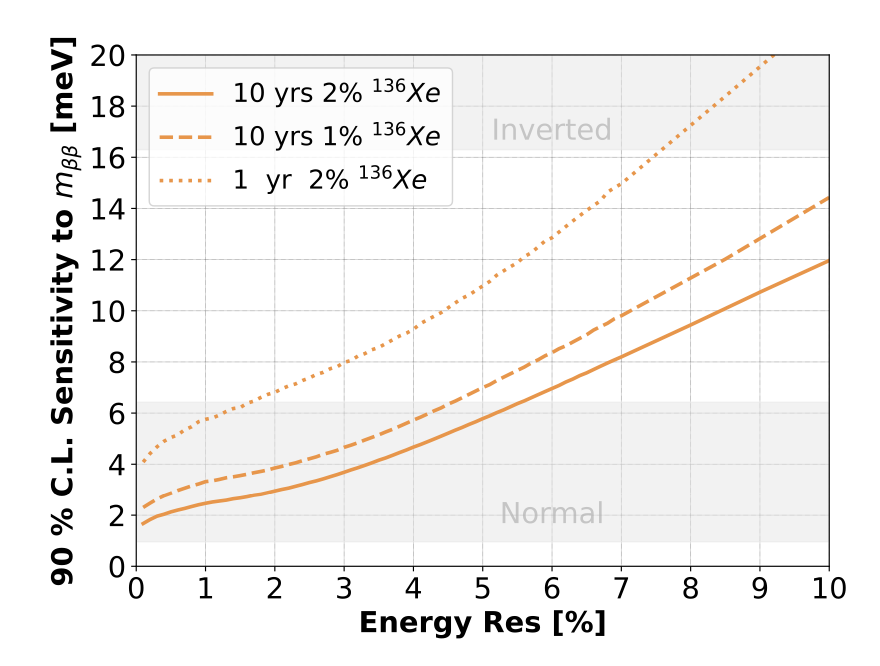 90 % C.L. Sensitivity to m_ββ [meV]
20
18
16
14
12
10
8
6
4
2
0
10 yrs 2% ¹³⁶Xe
10 yrs 1% ¹³⁶Xe
1 yr 2% ¹³⁶Xe
Inverted
Normal
0 1 2 3 4 5 6 7 8 9 10
Energy Res [%]